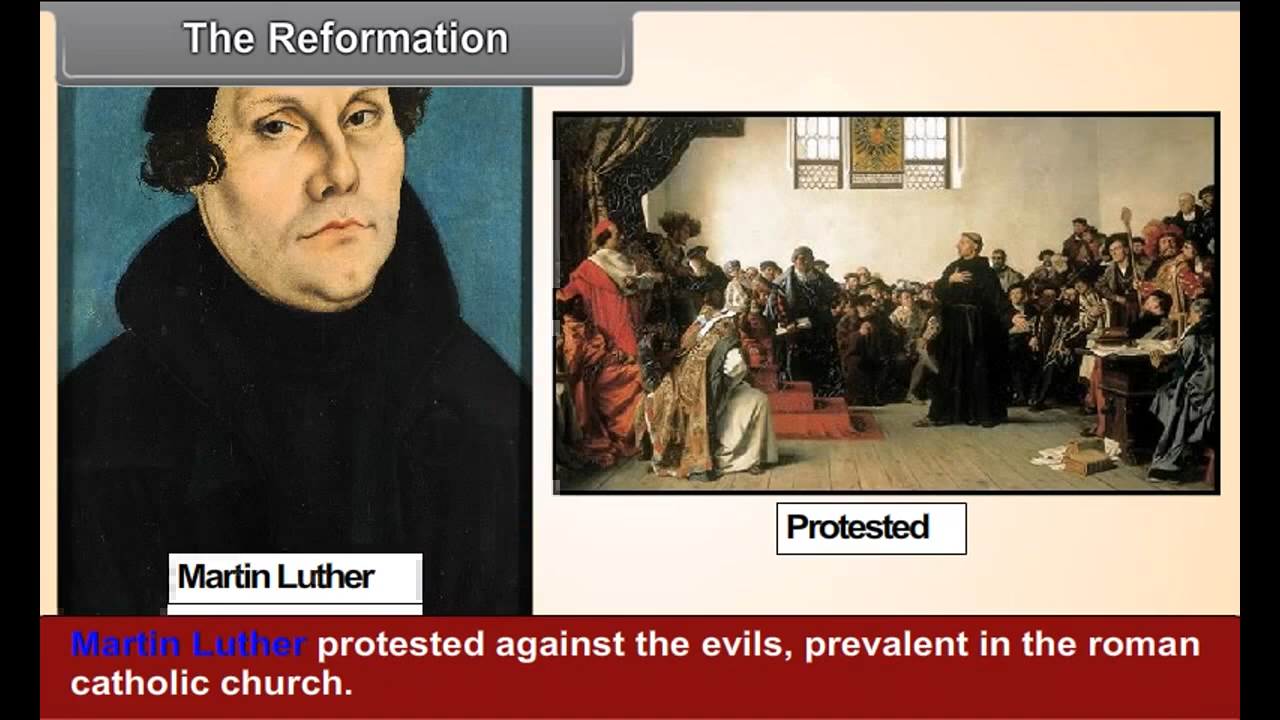 The Reformation
Protested
Martin Luther
Martin Luther protested against the evils, prevalent in the roman
catholic church.